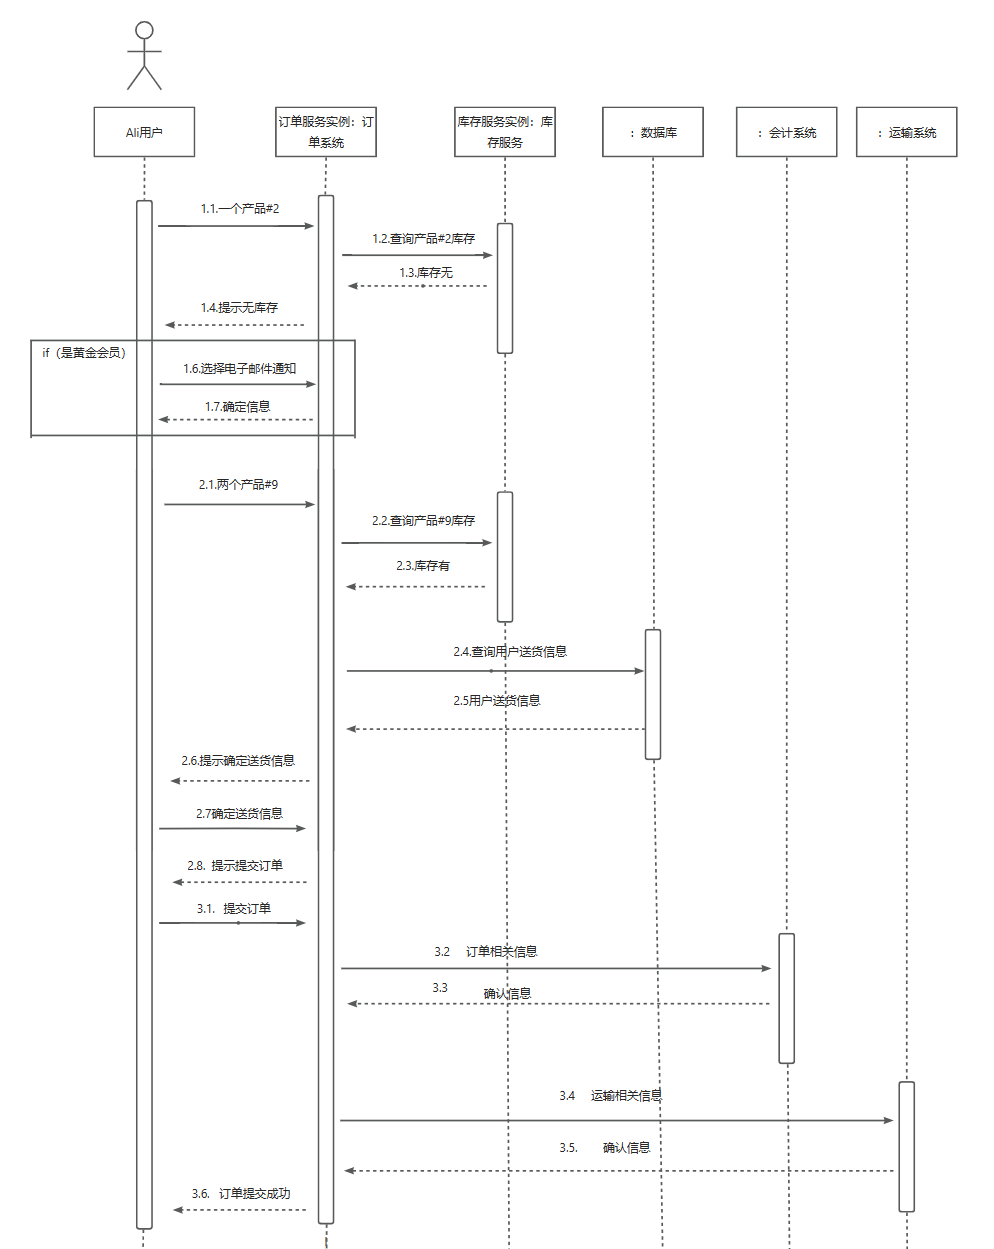 Ali用户
订单服务实例：订
单系统
库存服务实例：库
存服务
：数据库
：会计系统
：运输系统
1.1.一个产品#2
1.2.查询产品#2库存
1.3.库存无
1.4.提示无库存
if（是黄金会员）
1.6.选择电子邮件通知
1.7.确定信息
2.1.两个产品#9
2.2.查询产品#9库存
2.3.库存有
2.4.查询用户送货信息
2.5用户送货信息
2.6.提示确定送货信息
2.7确定送货信息
2.8. 提示提交订单
3.1. 提交订单
3.2 订单相关信息
3.3 确认信息
3.4 运输相关信息
3.5. 确认信息
3.6. 订单提交成功